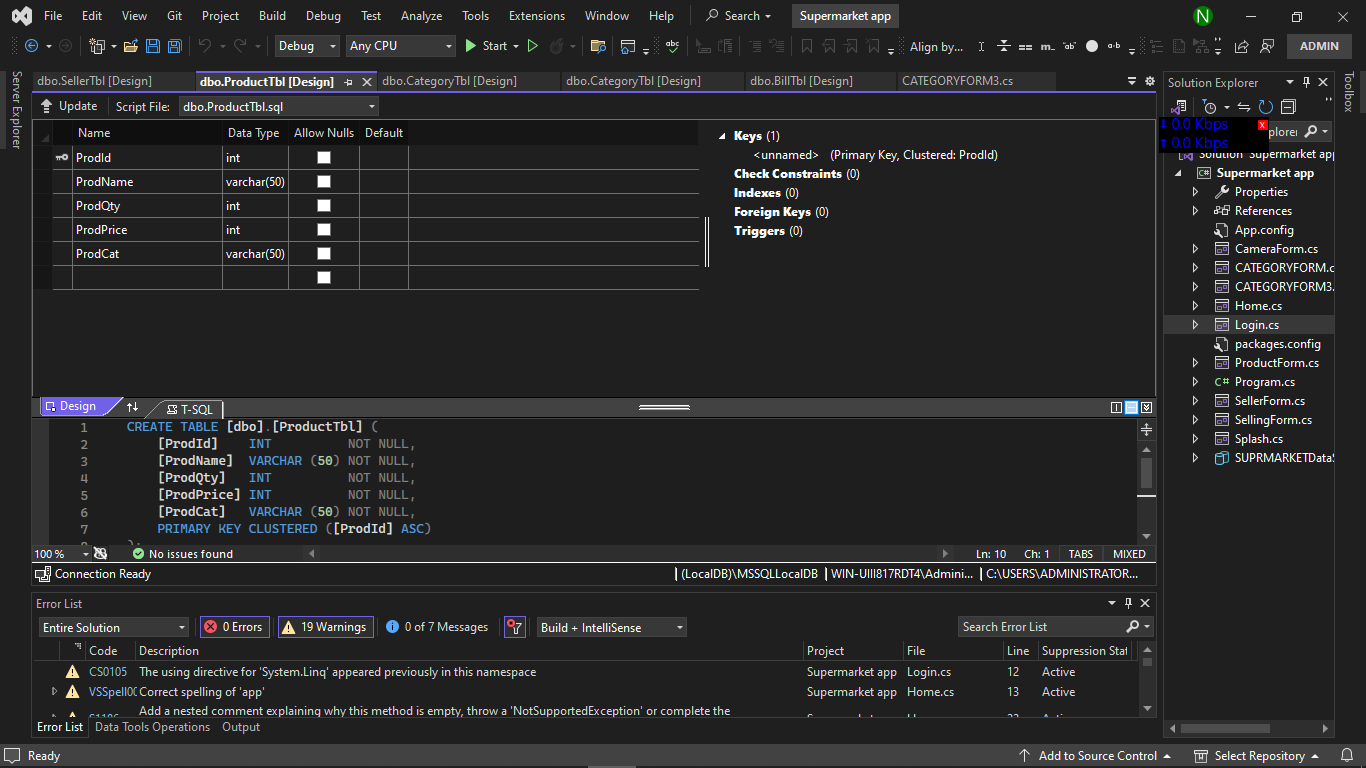 File Edit View Git Project Build Debug Test Analyze Tools Extensions Window Help Search Supermarket app N
Debug Any CPU Start Align by... ADMIN
Server Explorer
Toolbox
dbo.SellerTbl [Design] dbo.ProductTbl [Design] dbo.CategoryTbl [Design] dbo.CategoryTbl [Design] dbo.BillTbl [Design] CATEGORYFORM3.cs
Update Script File: dbo.ProductTbl.sql
Name Data Type Allow Nulls Default
ProdId int
ProdName varchar(50)
ProdQty int
ProdPrice int
ProdCat varchar(50)
Keys (1)
<unnamed> (Primary Key, Clustered: ProdId)
Check Constraints (0)
Indexes (0)
Foreign Keys (0)
Triggers (0)
Design T-SQL
1 CREATE TABLE [dbo].[ProductTbl] (
2 [ProdId] INT NOT NULL,
3 [ProdName] VARCHAR (50) NOT NULL,
4 [ProdQty] INT NOT NULL,
5 [ProdPrice] INT NOT NULL,
6 [ProdCat] VARCHAR (50) NOT NULL,
7 PRIMARY KEY CLUSTERED ([ProdId] ASC)
100 % No issues found Ln: 10 Ch: 1 TABS MIXED
Connection Ready (LocalDB)\MSSQLLocalDB WIN-UIII817RDT4\Admini... C:\USERS\ADMINISTRATOR...
Error List
Entire Solution 0 Errors 19 Warnings 0 of 7 Messages Build + IntelliSense Search Error List
Code Description Project File Line Suppression Stat
CS0105 The using directive for 'System.Linq' appeared previously in this namespace Supermarket app Login.cs 12 Active
VSSpell00 Correct spelling of 'app' Supermarket app Home.cs 13 Active
Add a nested comment explaining why this method is empty, throw a 'NotSupportedException' or complete the
Error List Data Tools Operations Output
Solution Explorer
0.0 Kbps x
0.0 Kbps
plorer
Solution 'Supermarket app
Supermarket app
Properties
References
App.config
CameraForm.cs
CATEGORYFORM.c
CATEGORYFORM3.
Home.cs
Login.cs
packages.config
ProductForm.cs
C# Program.cs
SellerForm.cs
SellingForm.cs
Splash.cs
SUPRMARKETDataS
Ready Add to Source Control Select Repository